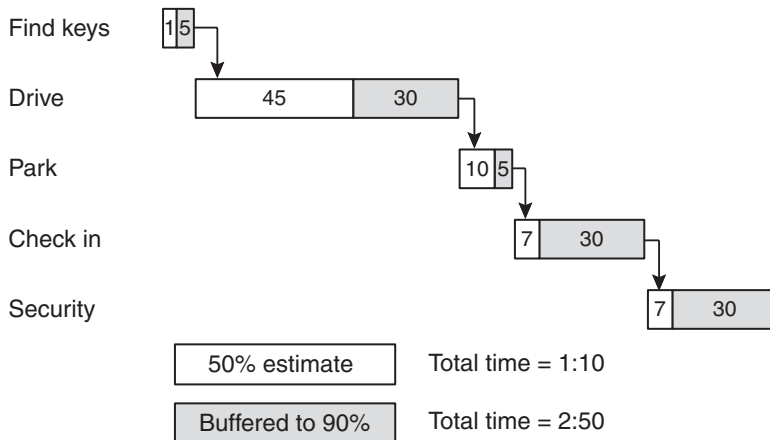 Find keys 1 5
Drive 45 30
Park 10 5
Check in 7 30
Security 7 30
50% estimate Total time = 1:10
Buffered to 90% Total time = 2:50